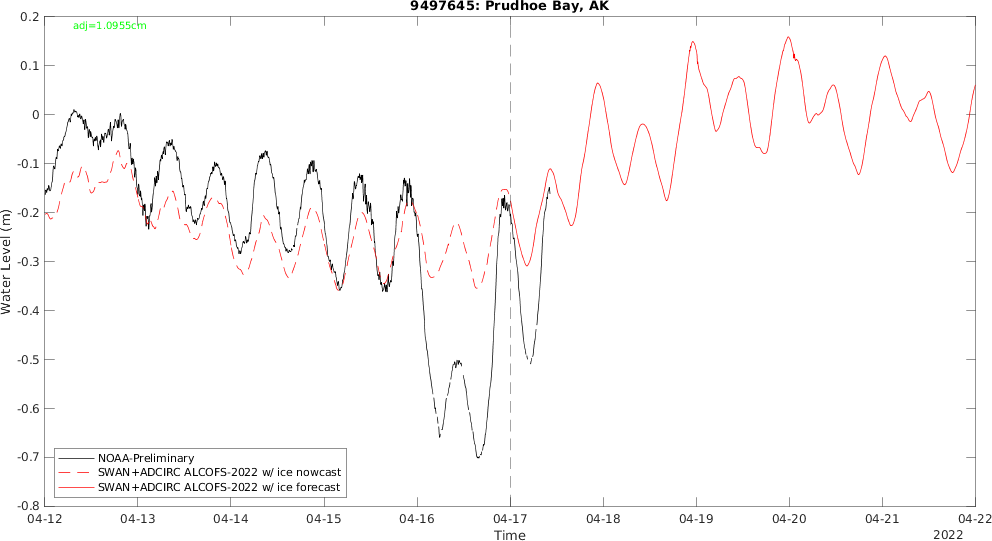 9497645: Prudhoe Bay, AK
adj=1.0955cm
0.2
0.1
0
-0.1
-0.2
-0.3
-0.4
-0.5
-0.6
-0.7
-0.8
Water Level (m)
NOAA-Preliminary
SWAN+ADCIRC ALCOFS-2022 w/ ice nowcast
SWAN+ADCIRC ALCOFS-2022 w/ ice forecast
04-12 04-13 04-14 04-15 04-16 04-17 04-18 04-19 04-20 04-21 04-22
Time
2022